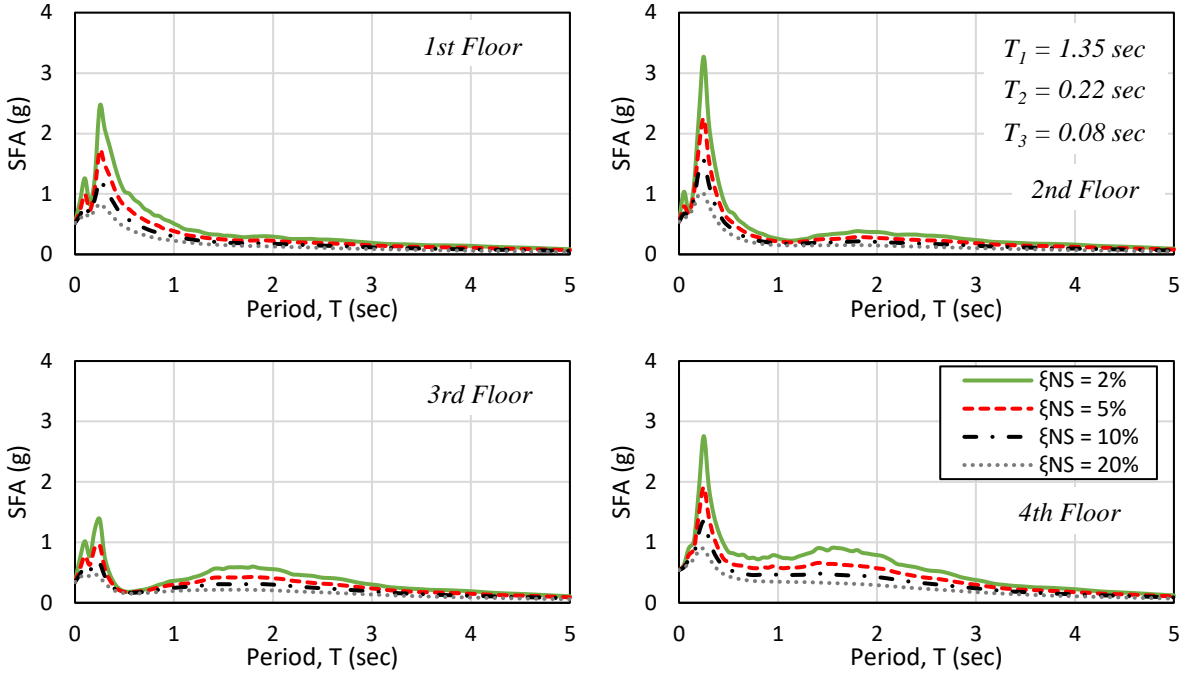 4
3
2
1
0
SFA (g)
1st Floor
0 1 2 3 4 5
Period, T (sec)
4
3
2
1
0
SFA (g)
T₁ = 1.35 sec
T₂ = 0.22 sec
T₃ = 0.08 sec
2nd Floor
0 1 2 3 4 5
Period, T (sec)
4
3
2
1
0
SFA (g)
3rd Floor
0 1 2 3 4 5
Period, T (sec)
4
3
2
1
0
SFA (g)
ξNS = 2%
ξNS = 5%
ξNS = 10%
ξNS = 20%
4th Floor
0 1 2 3 4 5
Period, T (sec)